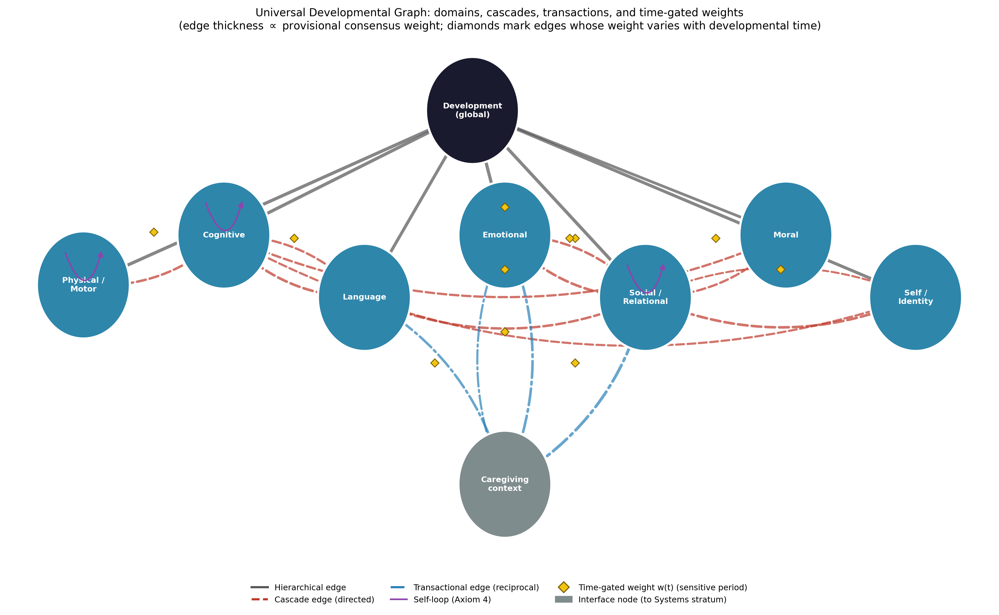 Universal Developmental Graph: domains, cascades, transactions, and time-gated weights
(edge thickness ∝ provisional consensus weight; diamonds mark edges whose weight varies with developmental time)
Development
(global)
Cognitive
Emotional
Moral
Physical /
Motor
Language
Social /
Relational
Self /
Identity
Caregiving
context
Hierarchical edge
Cascade edge (directed)
Transactional edge (reciprocal)
Self-loop (Axiom 4)
Time-gated weight w(t) (sensitive period)
Interface node (to Systems stratum)